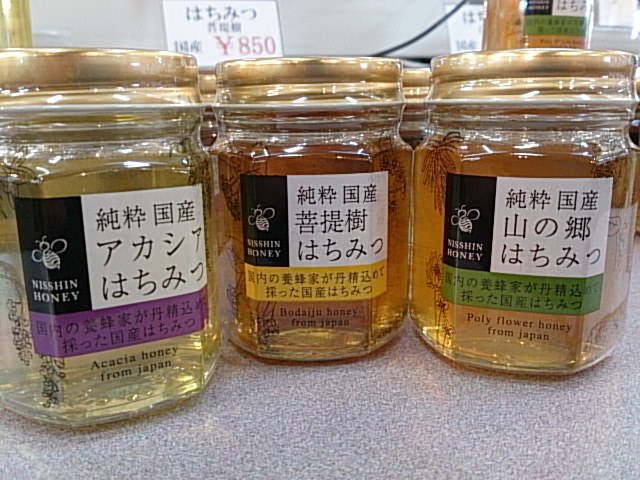 はちみつ
菩提樹
国産 ¥850
純粋 国産
アカシア
はちみつ
NISSHIN
HONEY
国内の養蜂家が丹精込めて
採った国産はちみつ
Acacia honey
from japan
純粋 国産
菩提樹
はちみつ
NISSHIN
HONEY
国内の養蜂家が丹精込めて
採った国産はちみつ
Bodaiju honey
from japan
純粋 国産
山の郷
はちみつ
NISSHIN
HONEY
国内の養蜂家が丹精込めて
採った国産はちみつ
Poly flower honey
from japan